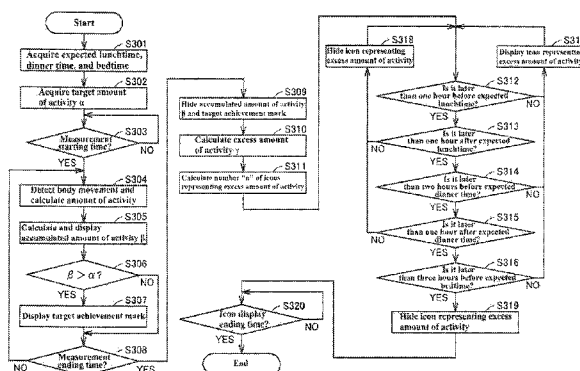 Start
S301
Acquire expected lunchtime,
dinner time, and bedtime
S302
Acquire target amount
of activity α
S303
Measurement
starting time?
NO
YES
S304
Detect body movement and
calculate amount of activity
S305
Calculate and display
accumulated amount of activity β
S306
β > α?
NO
YES
S307
Display target achievement mark
S308
Measurement
ending time?
NO
YES
S309
Hide accumulated amount of activity
β and target achievement mark
S310
Calculate excess amount
of activity γ
S311
Calculate number "n" of icons
representing excess amount of activity
S318
Hide icon representing
excess amount of activity
S31
Display icon representing
excess amount of activity
S312
Is it later
than one hour before expected
lunchtime?
NO
YES
S313
Is it later
than one hour after expected
lunchtime?
YES
S314
Is it later
than two hours before expected
dinner time?
NO
YES
S315
Is it later
than one hour after expected
dinner time?
YES
S316
Is it later
than three hours before expected
bedtime?
NO
YES
S319
Hide icon representing excess
amount of activity
S320
Icon display
ending time?
NO
YES
End